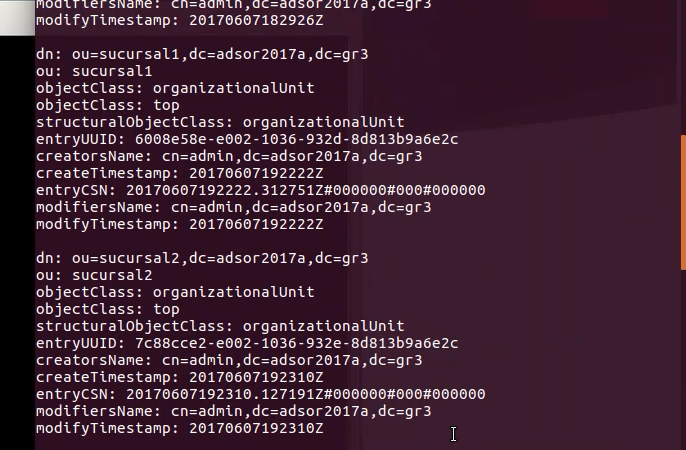 modifiersName: cn=admin,dc=adsor2017a,dc=gr3
modifyTimestamp: 20170607182926Z
dn: ou=sucursal1,dc=adsor2017a,dc=gr3
ou: sucursal1
objectClass: organizationalUnit
objectClass: top
structuralObjectClass: organizationalUnit
entryUUID: 6008e58e-e002-1036-932d-8d813b9a6e2c
creatorsName: cn=admin,dc=adsor2017a,dc=gr3
createTimestamp: 20170607192222Z
entryCSN: 20170607192222.312751Z#000000#000#000000
modifiersName: cn=admin,dc=adsor2017a,dc=gr3
modifyTimestamp: 20170607192222Z
dn: ou=sucursal2,dc=adsor2017a,dc=gr3
ou: sucursal2
objectClass: organizationalUnit
objectClass: top
structuralObjectClass: organizationalUnit
entryUUID: 7c88cce2-e002-1036-932e-8d813b9a6e2c
creatorsName: cn=admin,dc=adsor2017a,dc=gr3
createTimestamp: 20170607192310Z
entryCSN: 20170607192310.127191Z#000000#000#000000
modifiersName: cn=admin,dc=adsor2017a,dc=gr3
modifyTimestamp: 20170607192310Z